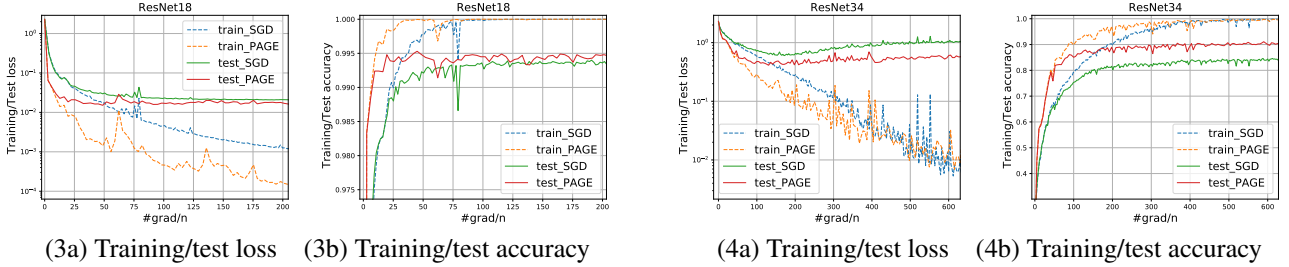 ResNet18
Training/Test loss
10⁰
10⁻¹
10⁻²
10⁻³
10⁻⁴
train_SGD
train_PAGE
test_SGD
test_PAGE
0 25 50 75 100 125 150 175 200
#grad/n
(3a) Training/test loss
ResNet18
Training/Test accuracy
1.000
0.995
0.990
0.985
0.980
0.975
train_SGD
train_PAGE
test_SGD
test_PAGE
0 25 50 75 100 125 150 175 200
#grad/n
(3b) Training/test accuracy
ResNet34
Training/Test loss
10⁰
10⁻¹
10⁻²
train_SGD
train_PAGE
test_SGD
test_PAGE
0 100 200 300 400 500 600
#grad/n
(4a) Training/test loss
ResNet34
Training/Test accuracy
1.0
0.9
0.8
0.7
0.6
0.5
0.4
train_SGD
train_PAGE
test_SGD
test_PAGE
0 100 200 300 400 500 600
#grad/n
(4b) Training/test accuracy